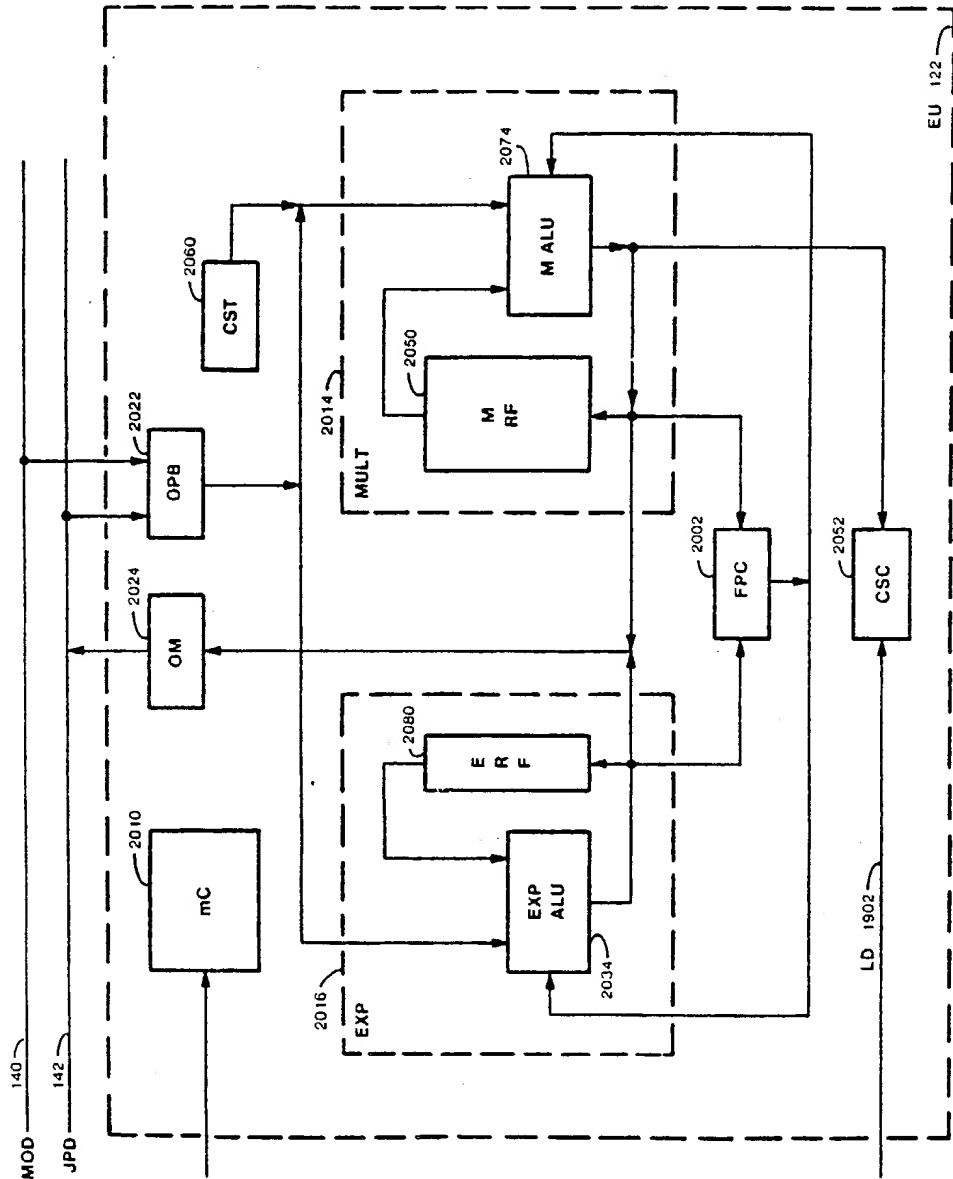 MOD
140
JPD
142
2010
mC
2024
OM
2022
OPB
2060
CST
2016
EXP
2080
E
R
F
EXP
ALU
2034
2014
MULT
2050
M
RF
2074
M ALU
2002
FPC
2052
CSC
LD 1902
EU 122